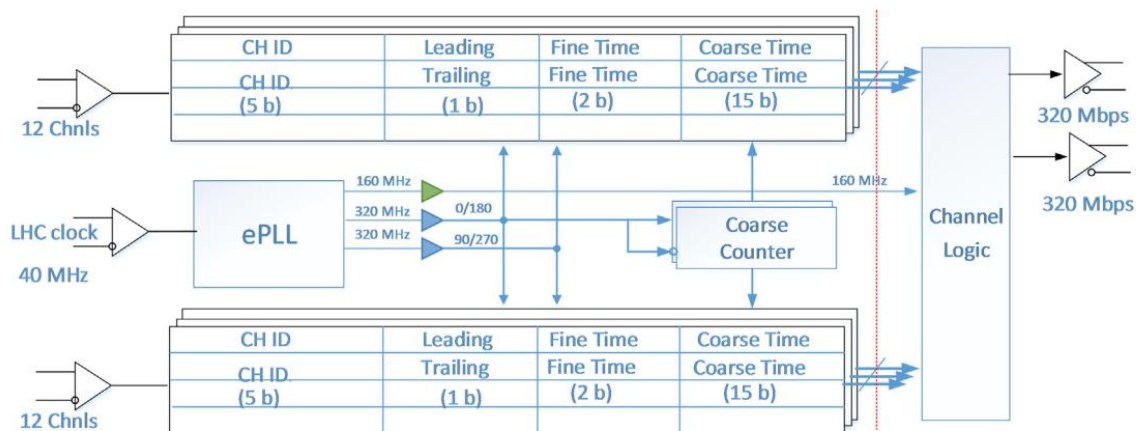 CH ID Leading Fine Time Coarse Time
CH ID. Trailing Fine Time Coarse Time
(5 b) (1 b) (2 b) (15 b)
12 Chnls
320 Mbps
160 MHz 160 MHz
320 MHz 0/180
LHC clock ePLL
320 MHz 90/270
40 MHz
Coarse
Counter
Channel
Logic
320 Mbps
CH ID Leading Fine Time Coarse Time
CH ID. Trailing Fine Time Coarse Time
(5 b) (1 b) (2 b) (15 b)
12 Chnls